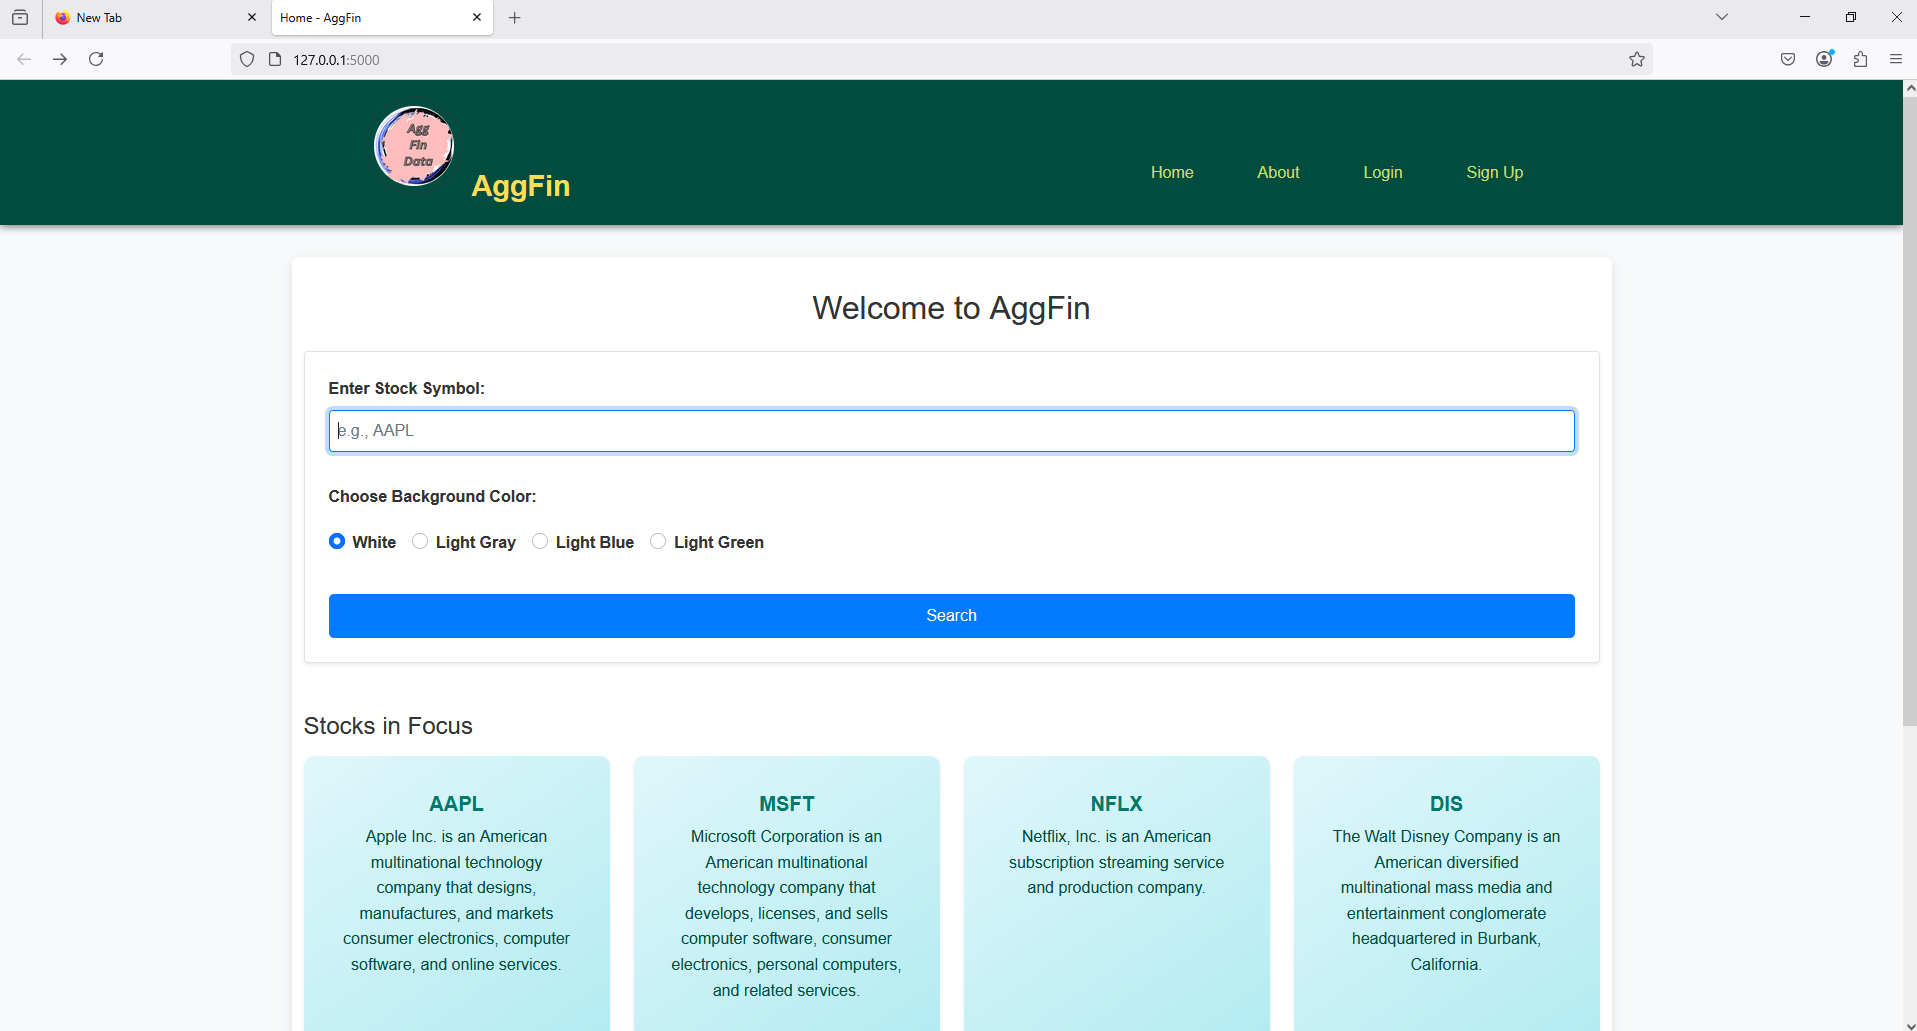 New Tab
Home - AggFin
127.0.0.1:5000
Agg
Fin
Data
AggFin
Home About Login Sign Up
Welcome to AggFin
Enter Stock Symbol:
e.g., AAPL
Choose Background Color:
White Light Gray Light Blue Light Green
Search
Stocks in Focus
AAPL
Apple Inc. is an American
multinational technology
company that designs,
manufactures, and markets
consumer electronics, computer
software, and online services.
MSFT
Microsoft Corporation is an
American multinational
technology company that
develops, licenses, and sells
computer software, consumer
electronics, personal computers,
and related services.
NFLX
Netflix, Inc. is an American
subscription streaming service
and production company.
DIS
The Walt Disney Company is an
American diversified
multinational mass media and
entertainment conglomerate
headquartered in Burbank,
California.